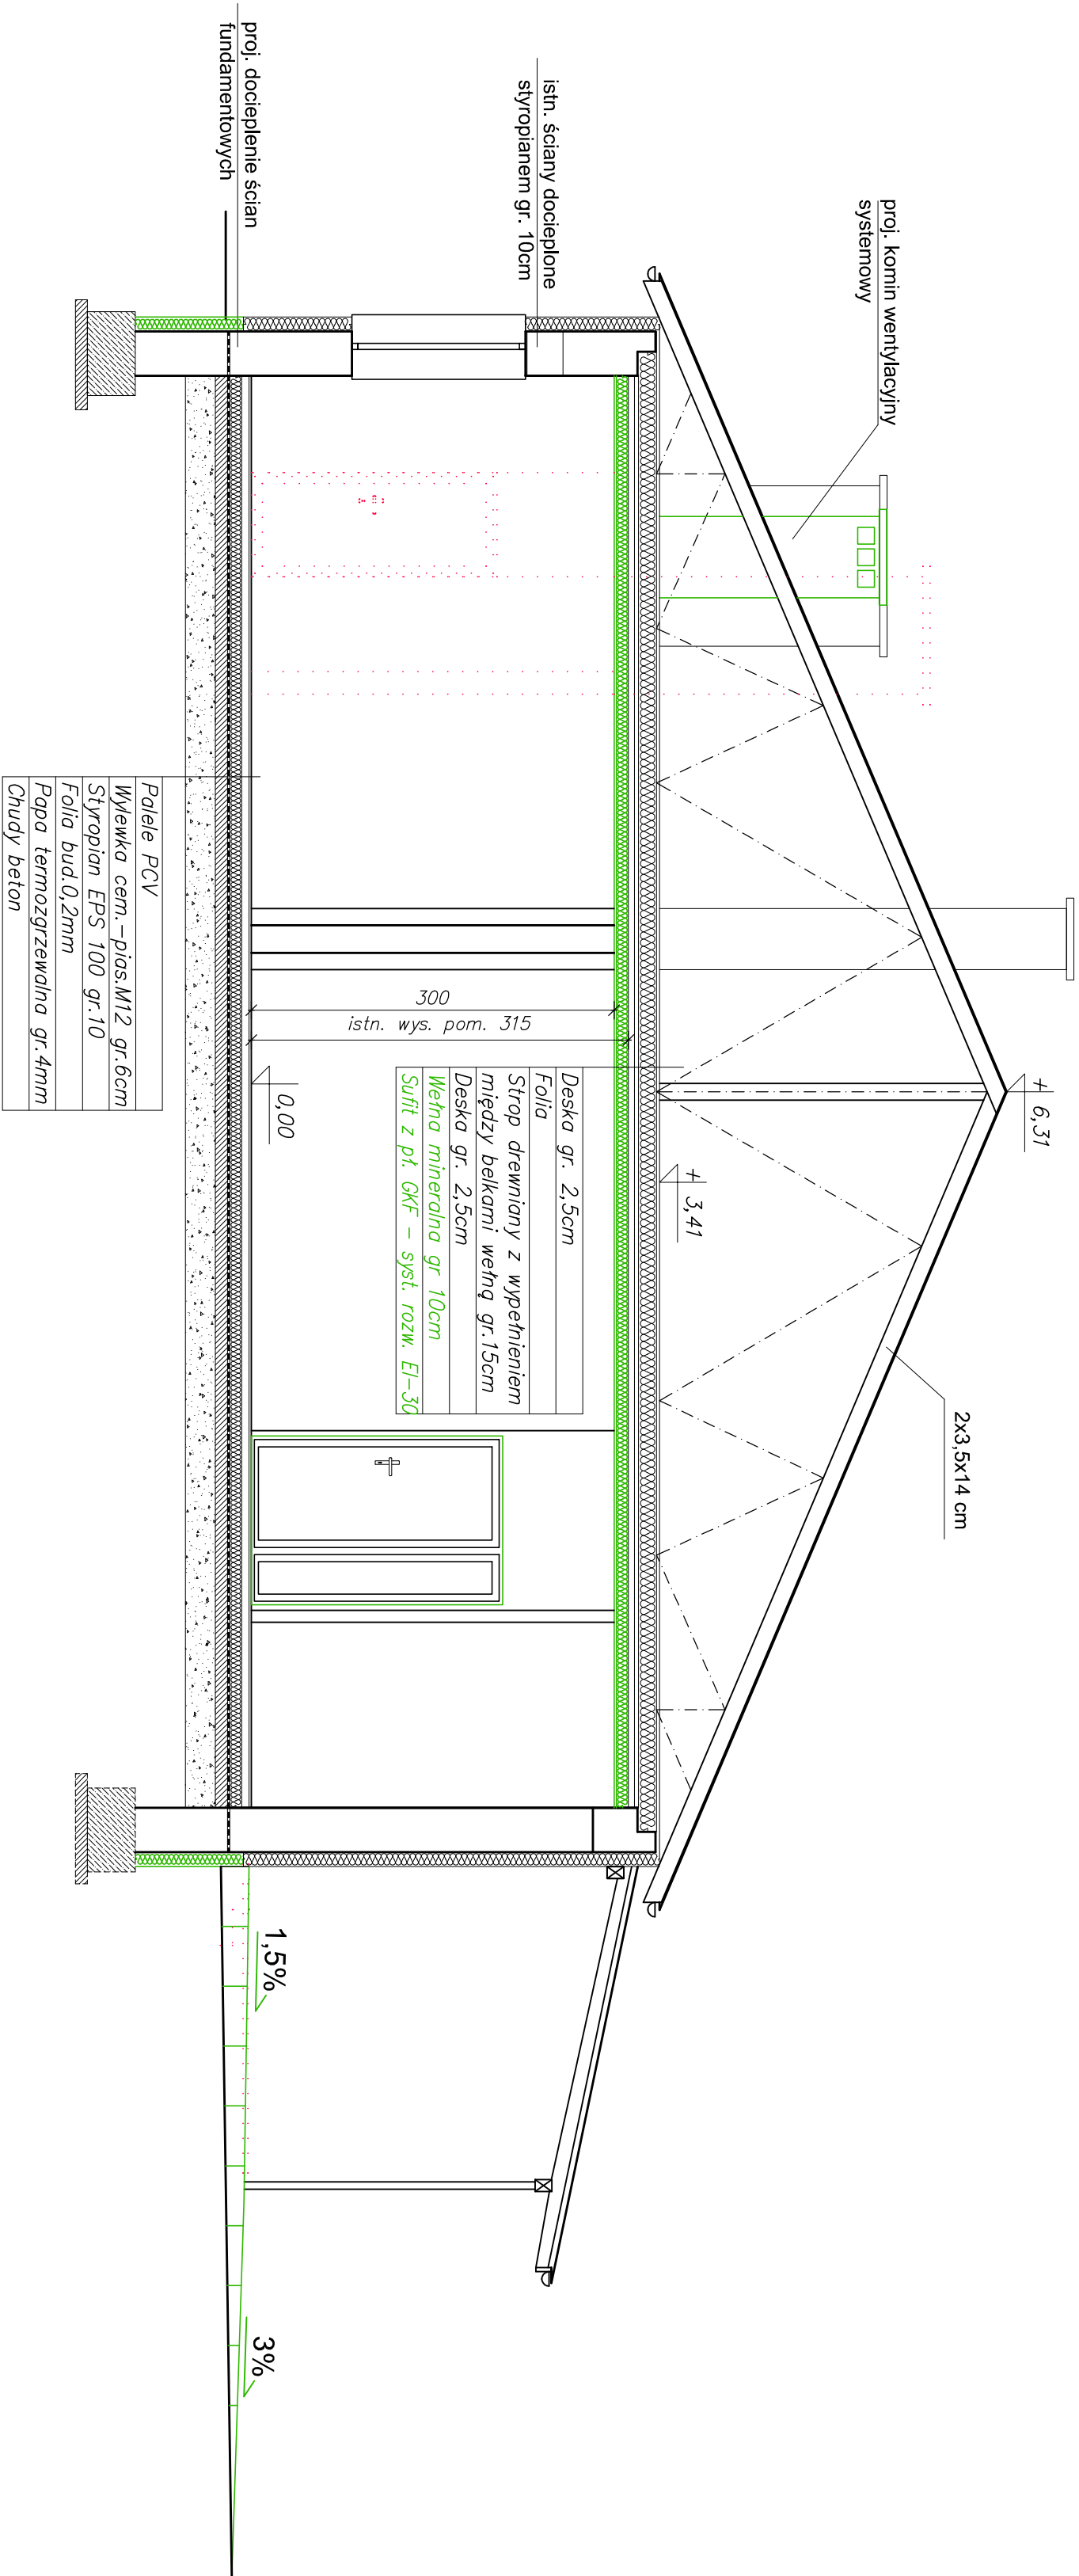 proj. komin wentylacyjny
systemowy
istn. ściany docieplone
styropianem gr. 10cm
proj. docieplenie ścian
fundamentowych
+ 6,31
+ 3,41
0,00
2x3,5x14 cm
300
istn. wys. pom. 315
Deska gr. 2,5cm
Folia
Strop drewniany z wypełnieniem
między belkami wełną gr.15cm
Deska gr. 2,5cm
Wełna mineralna gr 10cm
Sufit z pł. GKF - syst. rozw. EI-30
Palele PCV
Wylewka cem.-pias.M12 gr.6cm
Styropian EPS 100 gr.10
Folia bud.0,2mm
Papa termozgrzewalna gr.4mm
Chudy beton
1,5%
3%